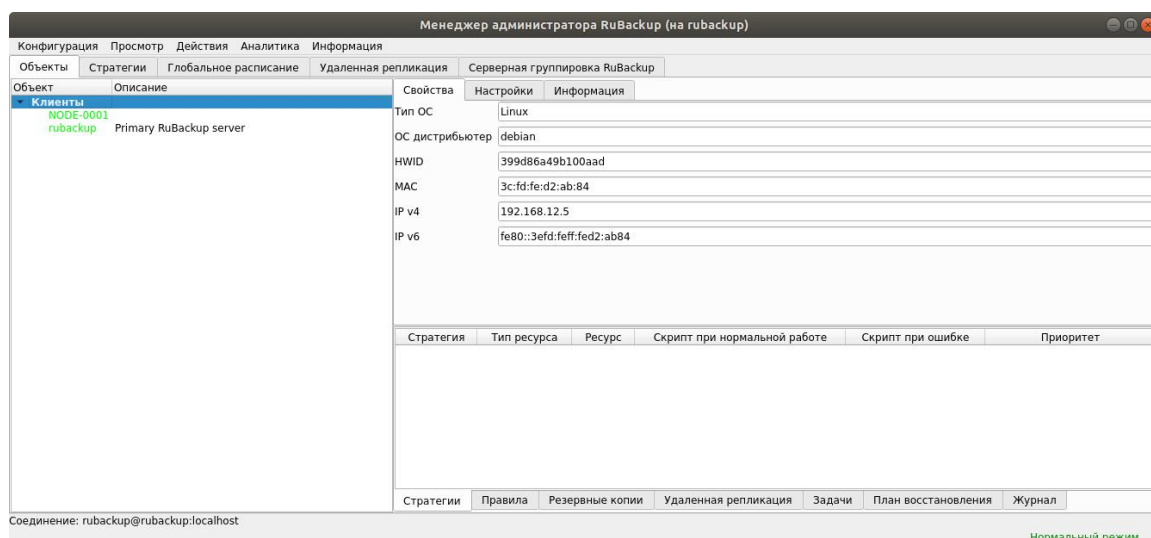 Менеджер администратора RuBackup (на rubackup)
Конфигурация Просмотр Действия Аналитика Информация
Объекты Стратегии Глобальное расписание Удаленная репликация Серверная группировка RuBackup
Объект Описание
Клиенты
NODE-0001
rubackup Primary RuBackup server
Свойства Настройки Информация
Тип ОС Linux
ОС дистрибьютер debian
HWID 399d86a49b100aad
MAC 3c:fd:fe:d2:ab:84
IP v4 192.168.12.5
IP v6 fe80::3efd:feff:fed2:ab84
Стратегия Тип ресурса Ресурс Скрипт при нормальной работе Скрипт при ошибке Приоритет
Стратегии Правила Резервные копии Удаленная репликация Задачи План восстановления Журнал
Соединение: rubackup@rubackup:localhost
Нормальный режим